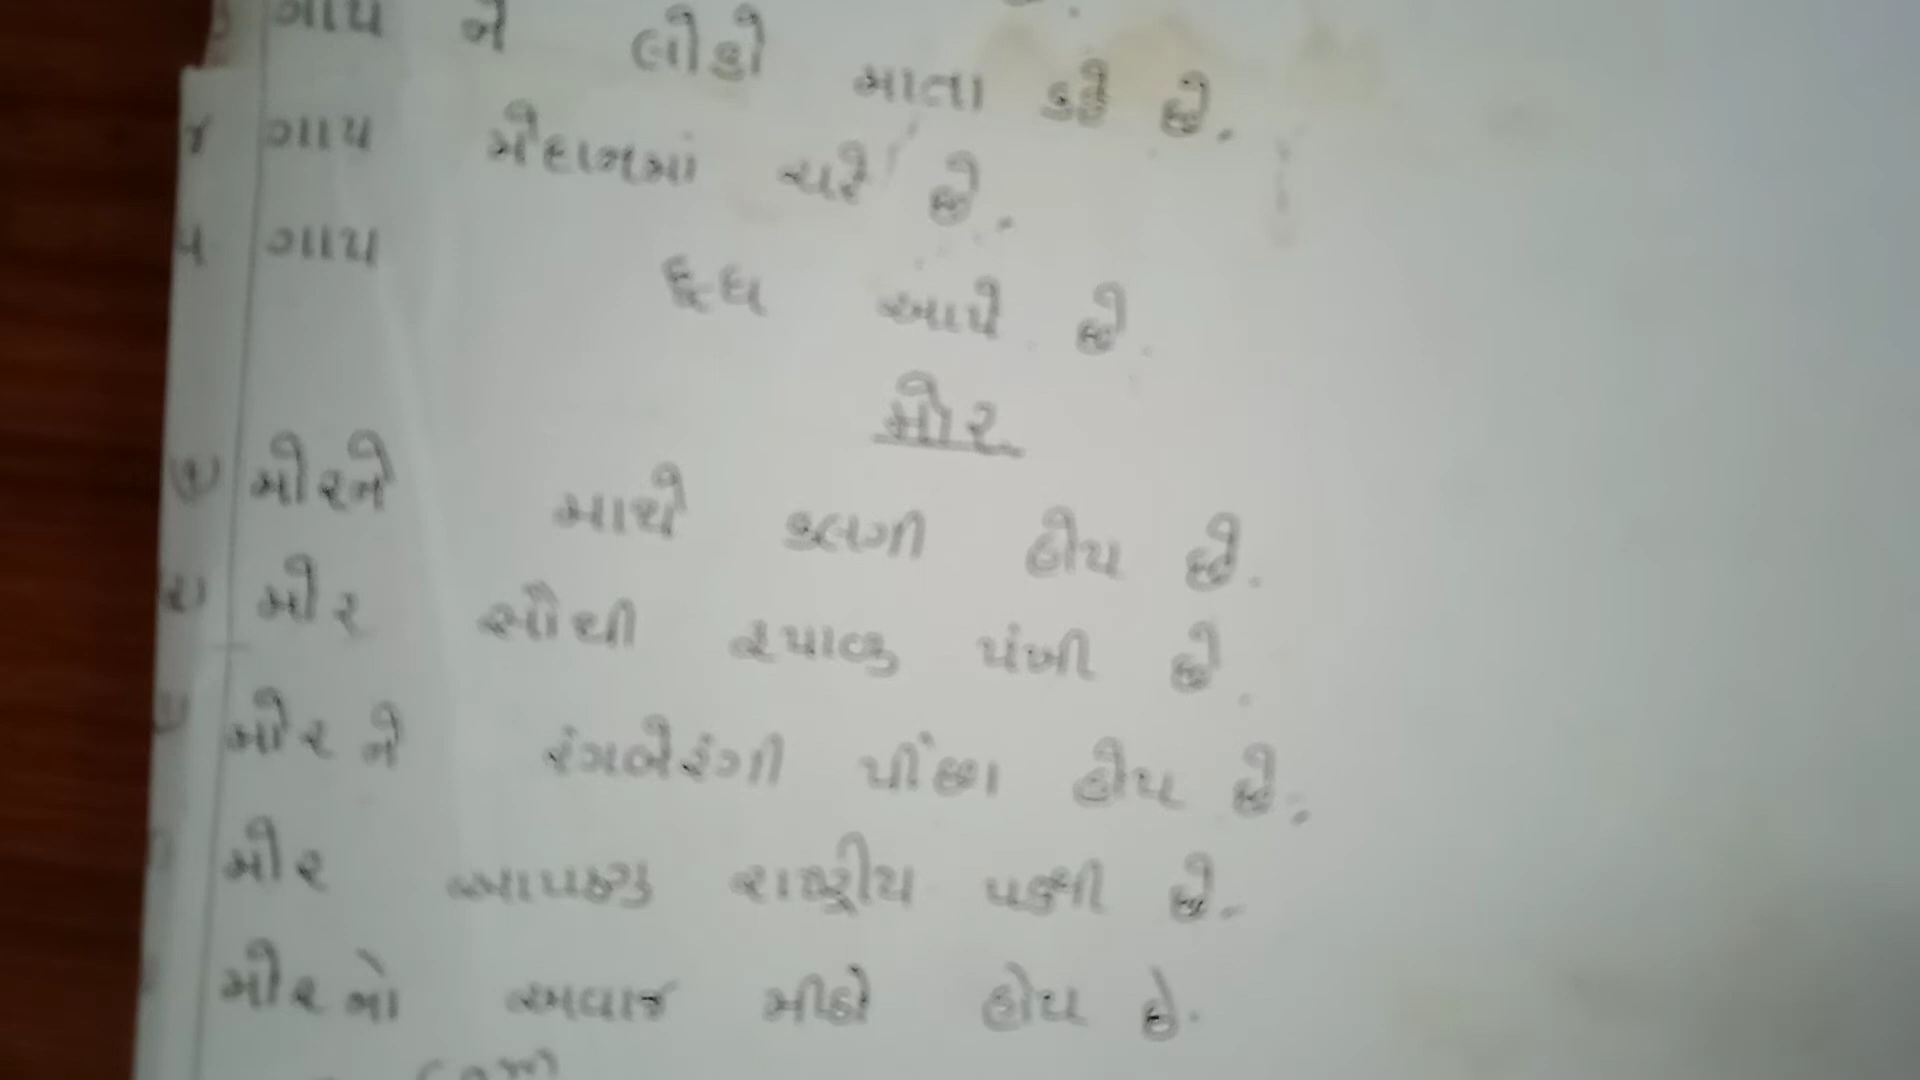 ગાય ને લોકો માતા કહે છે.
૪ ગાય મેદાનમાં ચરે છે.
૫ ગાય દૂધ આપે છે.
મોર
૧) મોરને માથે કલગી હોય છે.
૨) મોર સૌથી રુપાળુ પંખી છે.
મોર ને રંગબેરંગી પીંછા હોય છે.
મોર આપણુ રાષ્ટ્રીય પક્ષી છે.
મોર નો અવાજ મીઠો હોય છે.